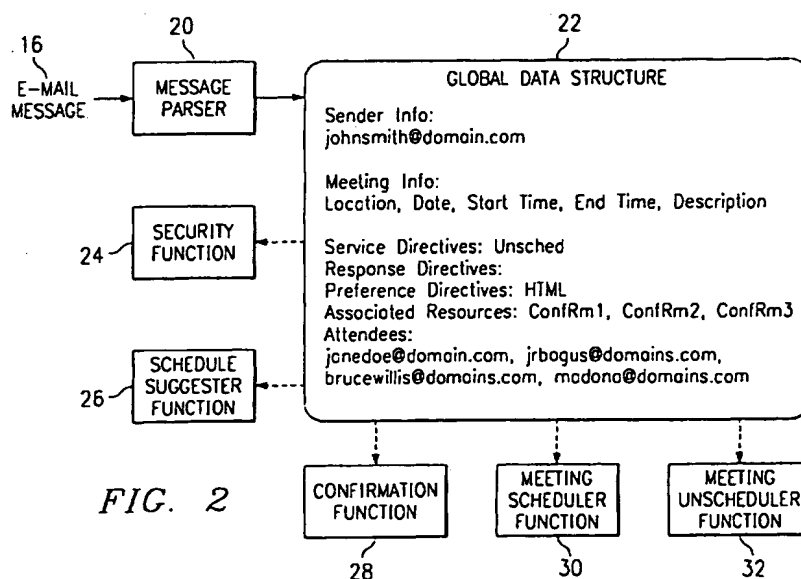 16
E-MAIL
MESSAGE
20
MESSAGE
PARSER
22
GLOBAL DATA STRUCTURE
Sender Info:
johnsmith@domain.com
Meeting Info:
Location, Date, Start Time, End Time, Description
Service Directives: Unsched
Response Directives:
Preference Directives: HTML
Associated Resources: ConfRm1, ConfRm2, ConfRm3
Attendees:
janedoe@domain.com, jrbogus@domains.com,
brucewillis@domains.com, madona@domains.com
24
SECURITY
FUNCTION
26
SCHEDULE
SUGGESTER
FUNCTION
FIG. 2
CONFIRMATION
FUNCTION
28
MEETING
SCHEDULER
FUNCTION
30
MEETING
UNSCHEDULER
FUNCTION
32